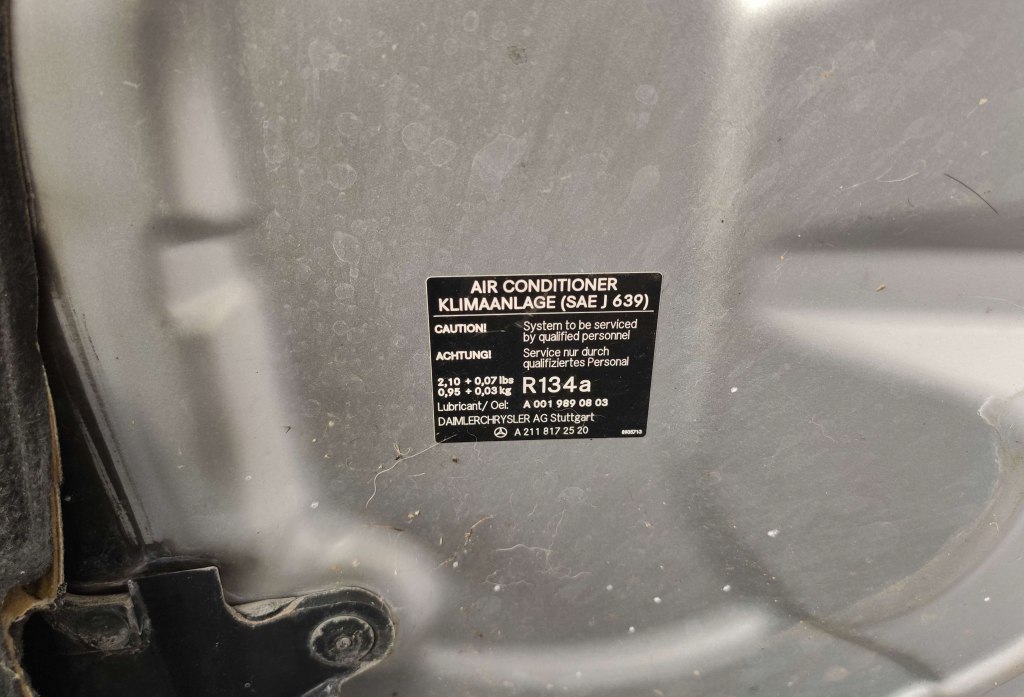 AIR CONDITIONER
KLIMAANLAGE (SAE J 639)
CAUTION! System to be serviced
by qualified personnel
ACHTUNG! Service nur durch
qualifiziertes Personal
2,10 + 0,07 lbs
0,95 + 0,03 kg R134a
Lubricant/ Oel: A 001 989 08 03
DAIMLERCHRYSLER AG Stuttgart
A 211 817 25 20